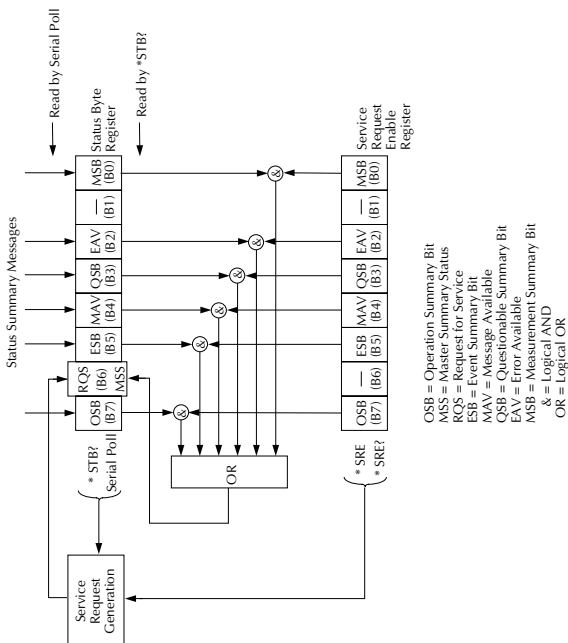 Status Summary Messages
Read by Serial Poll
Service
Request
Generation
* STB?
Serial Poll
OSB
(B7)
RQS
(B6)
MSS
ESB
(B5)
MAV
(B4)
QSB
(B3)
EAV
(B2)
—
(B1)
MSB
(B0)
Status Byte
Register
Read by *STB?
&
&
&
&
&
&
OR
* SRE
* SRE?
OSB
(B7)
—
(B6)
ESB
(B5)
MAV
(B4)
QSB
(B3)
EAV
(B2)
—
(B1)
MSB
(B0)
Service
Request
Enable
Register
OSB = Operation Summary Bit
MSS = Master Summary Status
RQS = Request for Service
ESB = Event Summary Bit
MAV = Message Available
QSB = Questionable Summary Bit
EAV = Error Available
MSB = Measurement Summary Bit
& = Logical AND
OR = Logical OR